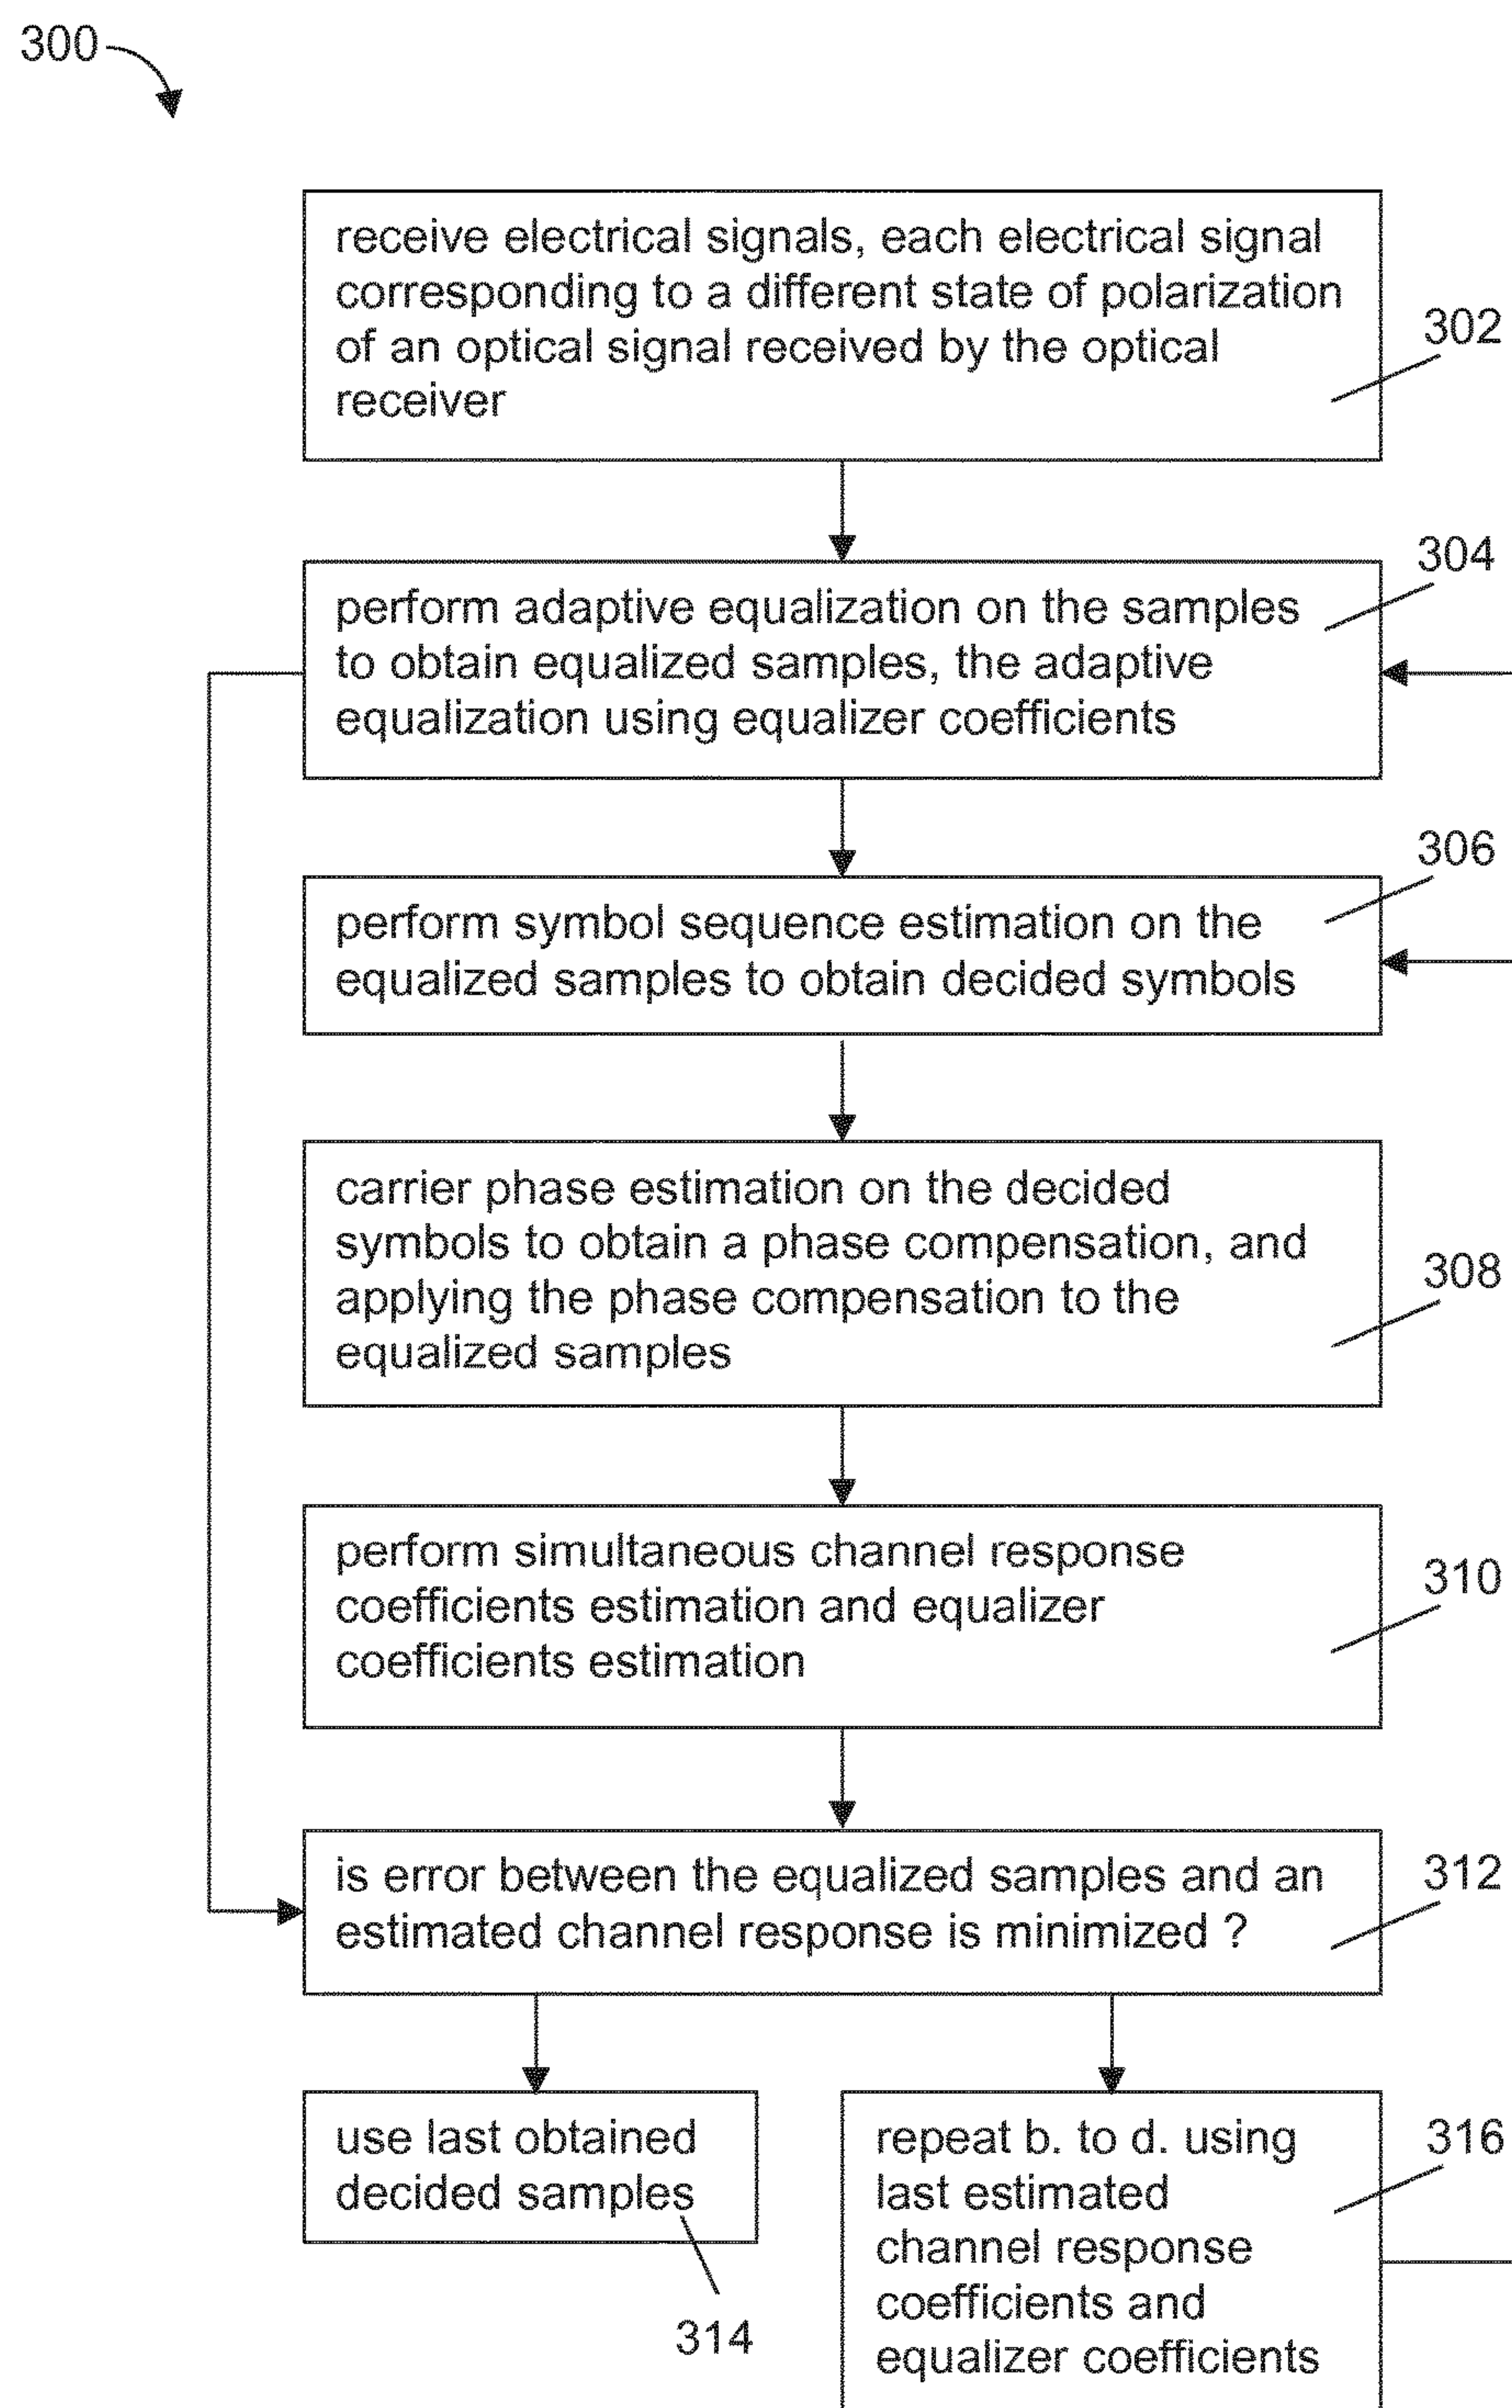 300
receive electrical signals, each electrical signal
corresponding to a different state of polarization
of an optical signal received by the optical
receiver
302
304
perform adaptive equalization on the samples
to obtain equalized samples, the adaptive
equalization using equalizer coefficients
306
perform symbol sequence estimation on the
equalized samples to obtain decided symbols
carrier phase estimation on the decided
symbols to obtain a phase compensation, and
applying the phase compensation to the
equalized samples
308
perform simultaneous channel response
coefficients estimation and equalizer
coefficients estimation
310
is error between the equalized samples and an
estimated channel response is minimized ?
312
use last obtained
decided samples
314
repeat b. to d. using
last estimated
channel response
coefficients and
equalizer coefficients
316